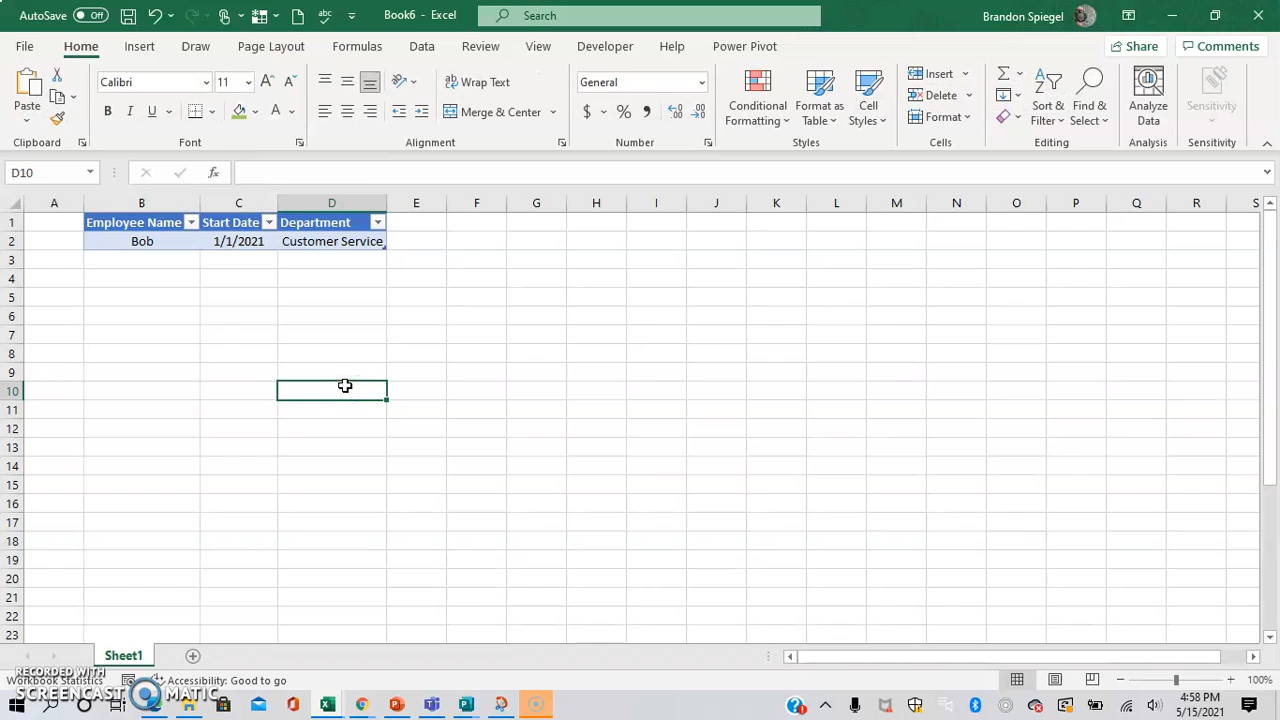 AutoSave Off Book6 - Excel Search Brandon Spiegel
File Home Insert Draw Page Layout Formulas Data Review View Developer Help Power Pivot Share Comments
Paste Calibri 11 Wrap Text General Conditional Formatting Format as Table Cell Styles Insert Sort & Filter Find & Select Analyze Data Sensitivity
B I U A Merge & Center $ % Delete
Format
Clipboard Font Alignment Number Styles Cells Editing Analysis Sensitivity
D10 fx
A B C D E F G H I J K L M N O P Q R S
1 Employee Name Start Date Department
2 Bob 1/1/2021 Customer Service
3
4
5
6
7
8
9
10
11
12
13
14
15
16
17
18
19
20
21
22
23
Sheet1
RECORDED WITH
Workbook Statistics Accessibility: Good to go 100%
SCREENCAST MATIC
4:58 PM
5/15/2021